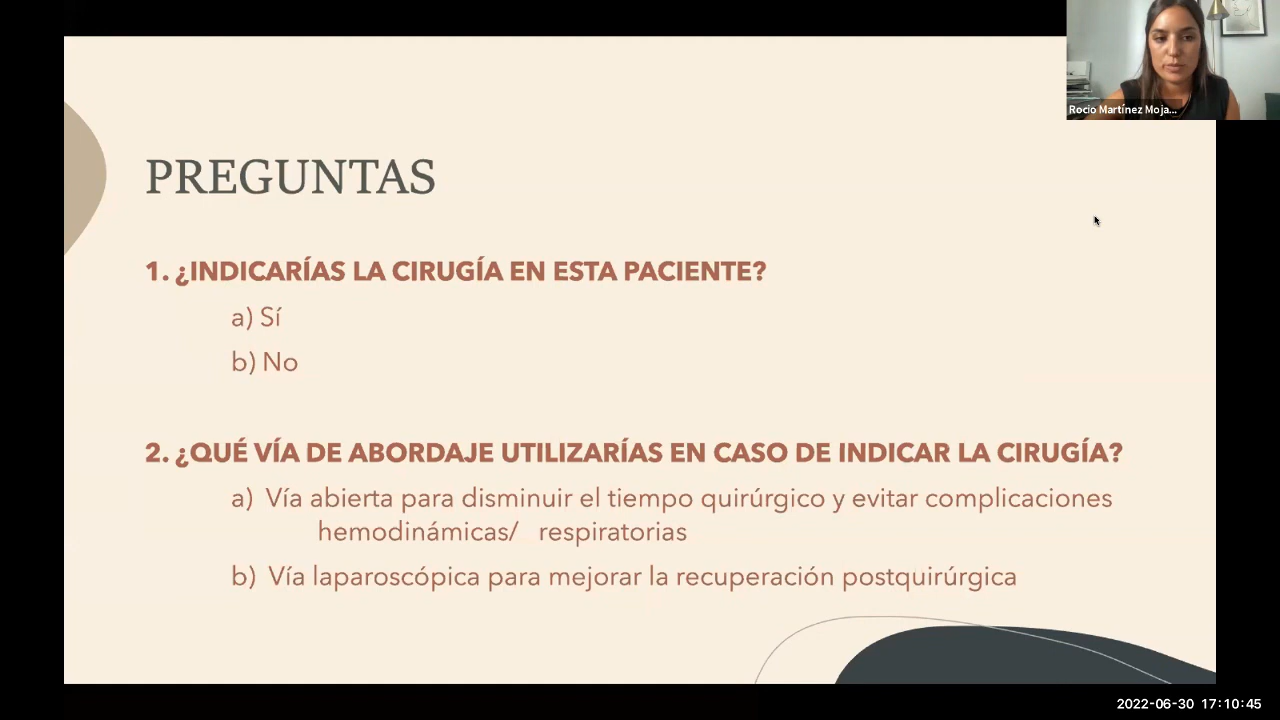 Rocío Martínez Moja...
PREGUNTAS
1. ¿INDICARÍAS LA CIRUGÍA EN ESTA PACIENTE?
a) Sí
b) No
2. ¿QUÉ VÍA DE ABORDAJE UTILIZARÍAS EN CASO DE INDICAR LA CIRUGÍA?
a) Vía abierta para disminuir el tiempo quirúrgico y evitar complicaciones
hemodinámicas/ respiratorias
b) Vía laparoscópica para mejorar la recuperación postquirúrgica
2022-06-30 17:10:45